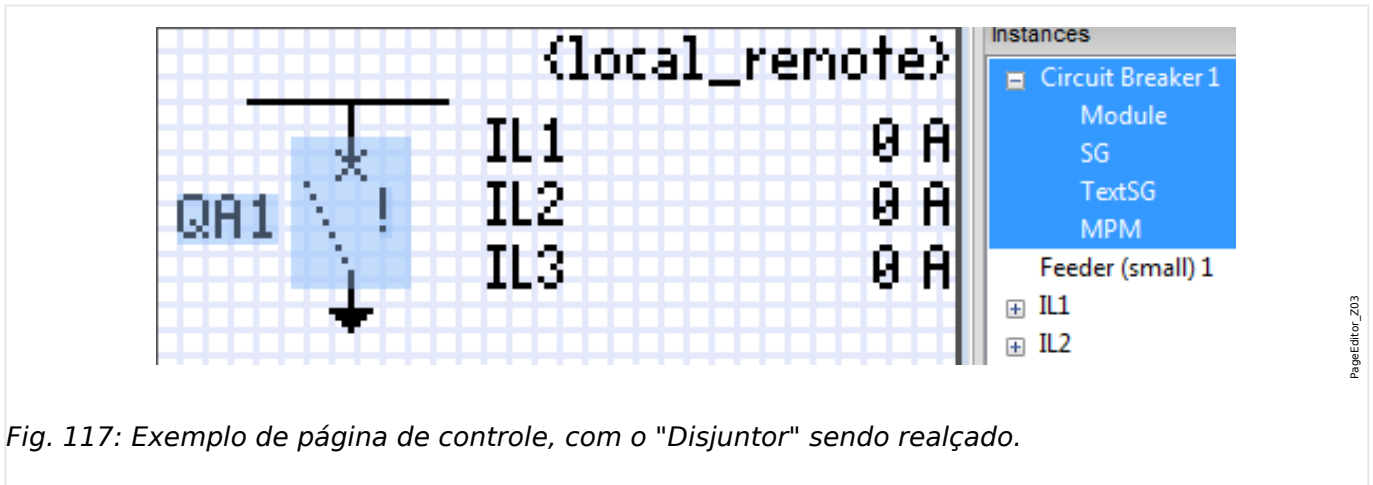 {local_remote}
IL1 0 A
QA1 ! IL2 0 A
IL3 0 A
Instances
Circuit Breaker 1
Module
SG
TextSG
MPM
Feeder (small) 1
IL1
IL2
PageEditor_Z03
Fig. 117: Exemplo de página de controle, com o "Disjuntor" sendo realçado.